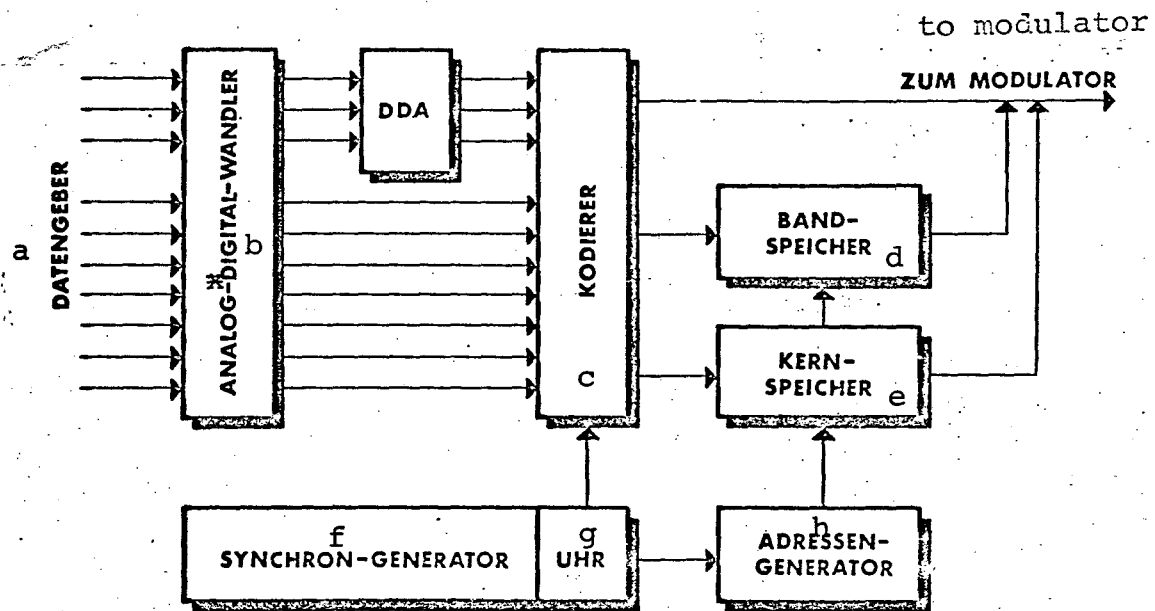 to modulator
ZUM MODULATOR
a
DATENGEBER
*
b
ANALOG-DIGITAL-WANDLER
DDA
KODIERER
c
BAND-
SPEICHER
d
KERN-
SPEICHER
e
f
SYNCHRON-GENERATOR
g
UHR
h
ADRESSEN-
GENERATOR